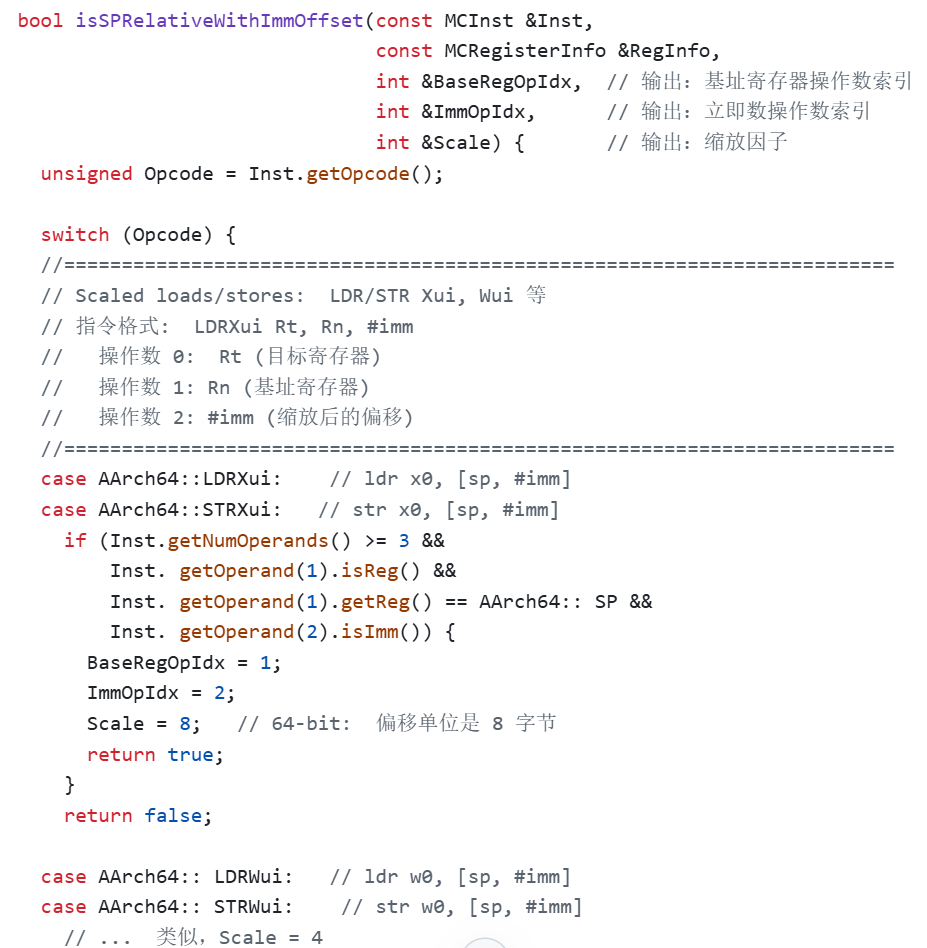 bool isSPRelativeWithImmOffset(const MCInst &Inst,
                               const MCRegisterInfo &RegInfo,
                               int &BaseRegOpIdx,  // 输出：基址寄存器操作数索引
                               int &ImmOpIdx,      // 输出：立即数操作数索引
                               int &Scale) {       // 输出：缩放因子
  unsigned Opcode = Inst.getOpcode();

  switch (Opcode) {
  //========================================================================
  // Scaled loads/stores:  LDR/STR Xui, Wui 等
  // 指令格式:  LDRXui Rt, Rn, #imm
  //   操作数 0:  Rt (目标寄存器)
  //   操作数 1: Rn (基址寄存器)
  //   操作数 2: #imm (缩放后的偏移)
  //========================================================================
  case AArch64::LDRXui:    // ldr x0, [sp, #imm]
  case AArch64::STRXui:   // str x0, [sp, #imm]
    if (Inst.getNumOperands() >= 3 &&
        Inst. getOperand(1).isReg() &&
        Inst. getOperand(1).getReg() == AArch64:: SP &&
        Inst. getOperand(2).isImm()) {
      BaseRegOpIdx = 1;
      ImmOpIdx = 2;
      Scale = 8;   // 64-bit:  偏移单位是 8 字节
      return true;
    }
    return false;

  case AArch64:: LDRWui:   // ldr w0, [sp, #imm]
  case AArch64:: STRWui:    // str w0, [sp, #imm]
    // ...  类似，Scale = 4